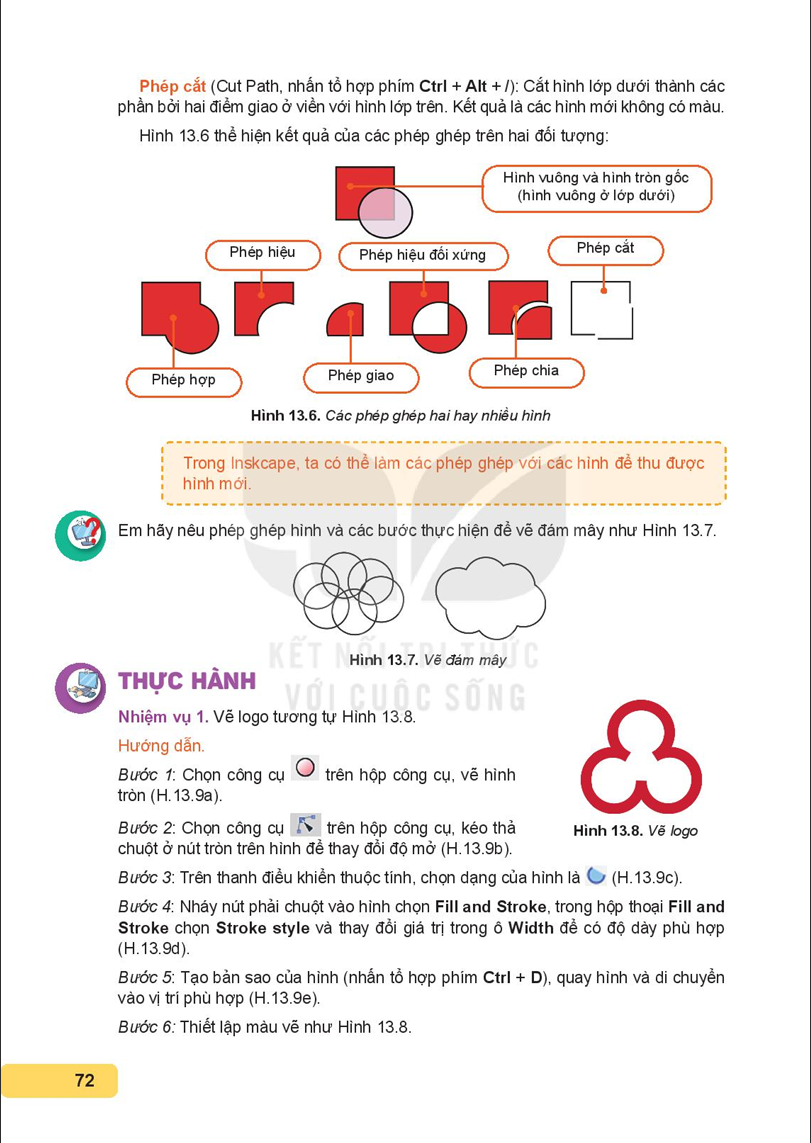 Phép cắt (Cut Path, nhấn tổ hợp phím Ctrl + Alt + /): Cắt hình lớp dưới thành các
phần bởi hai điểm giao ở viền với hình lớp trên. Kết quả là các hình mới không có màu.
Hình 13.6 thể hiện kết quả của các phép ghép trên hai đối tượng:
Hình vuông và hình tròn gốc
(hình vuông ở lớp dưới)
Phép hiệu
Phép hiệu đối xứng
Phép cắt
Phép hợp
Phép giao
Phép chia
Hình 13.6. Các phép ghép hai hay nhiều hình
Trong Inskcape, ta có thể làm các phép ghép với các hình để thu được
hình mới.
Em hãy nêu phép ghép hình và các bước thực hiện để vẽ đám mây như Hình 13.7.
KẾT NỐI TRI THỨC
Hình 13.7. Vẽ đám mây
VỚI CUỘC SỐNG
THỰC HÀNH
Nhiệm vụ 1. Vẽ logo tương tự Hình 13.8.
Hướng dẫn.
Bước 1: Chọn công cụ trên hộp công cụ, vẽ hình
tròn (H.13.9a).
Bước 2: Chọn công cụ trên hộp công cụ, kéo thả
chuột ở nút tròn trên hình để thay đổi độ mở (H.13.9b).
Hình 13.8. Vẽ logo
Bước 3: Trên thanh điều khiển thuộc tính, chọn dạng của hình là (H.13.9c).
Bước 4: Nháy nút phải chuột vào hình chọn Fill and Stroke, trong hộp thoại Fill and
Stroke chọn Stroke style và thay đổi giá trị trong ô Width để có độ dày phù hợp
(H.13.9d).
Bước 5: Tạo bản sao của hình (nhấn tổ hợp phím Ctrl + D), quay hình và di chuyển
vào vị trí phù hợp (H.13.9e).
Bước 6: Thiết lập màu vẽ như Hình 13.8.
72